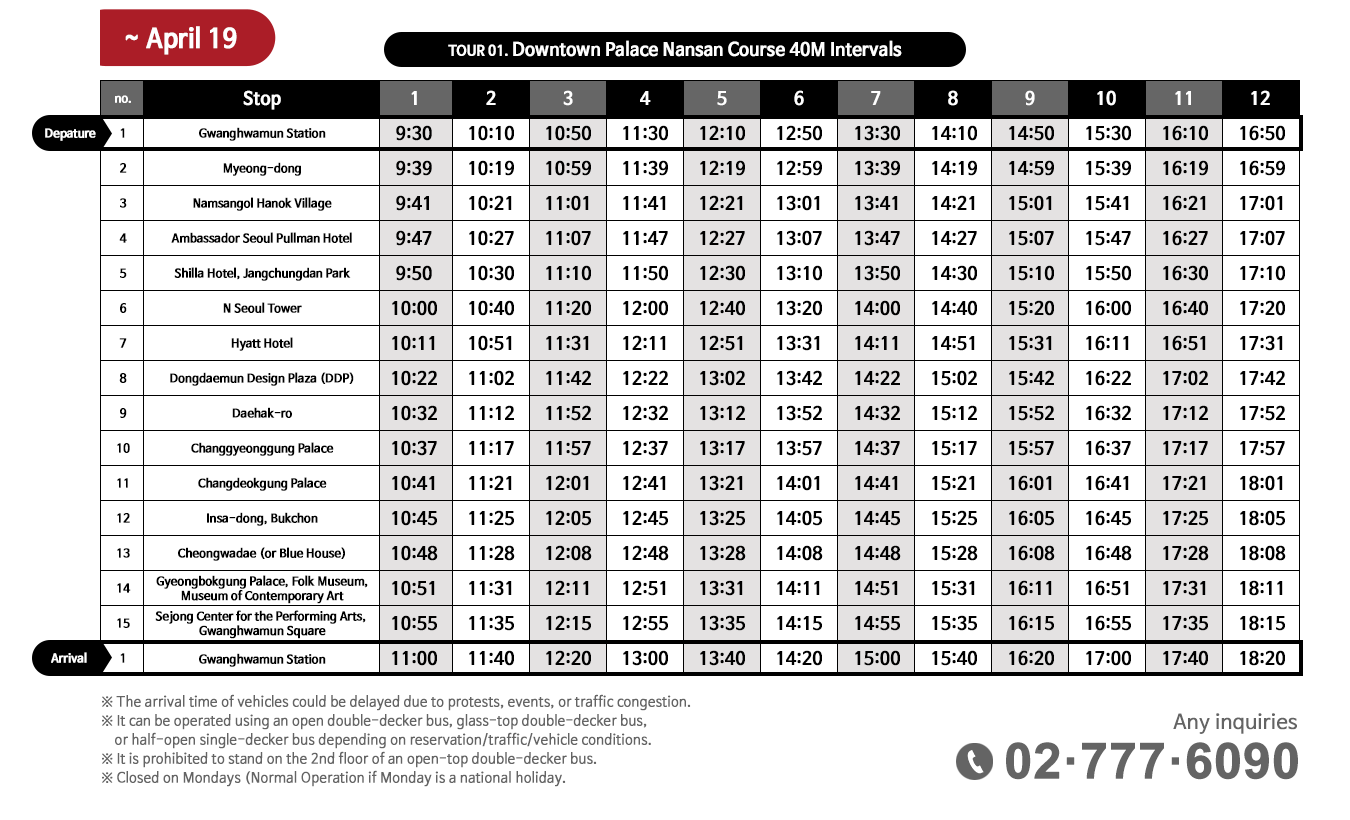 ~ April 19
TOUR 01. Downtown Palace Nansan Course 40M Intervals
no. Stop 1 2 3 4 5 6 7 8 9 10 11 12
Depature 1 Gwanghwamun Station 9:30 10:10 10:50 11:30 12:10 12:50 13:30 14:10 14:50 15:30 16:10 16:50
2 Myeong-dong 9:39 10:19 10:59 11:39 12:19 12:59 13:39 14:19 14:59 15:39 16:19 16:59
3 Namsangol Hanok Village 9:41 10:21 11:01 11:41 12:21 13:01 13:41 14:21 15:01 15:41 16:21 17:01
4 Ambassador Seoul Pullman Hotel 9:47 10:27 11:07 11:47 12:27 13:07 13:47 14:27 15:07 15:47 16:27 17:07
5 Shilla Hotel, Jangchungdan Park 9:50 10:30 11:10 11:50 12:30 13:10 13:50 14:30 15:10 15:50 16:30 17:10
6 N Seoul Tower 10:00 10:40 11:20 12:00 12:40 13:20 14:00 14:40 15:20 16:00 16:40 17:20
7 Hyatt Hotel 10:11 10:51 11:31 12:11 12:51 13:31 14:11 14:51 15:31 16:11 16:51 17:31
8 Dongdaemun Design Plaza (DDP) 10:22 11:02 11:42 12:22 13:02 13:42 14:22 15:02 15:42 16:22 17:02 17:42
9 Daehak-ro 10:32 11:12 11:52 12:32 13:12 13:52 14:32 15:12 15:52 16:32 17:12 17:52
10 Changgyeonggung Palace 10:37 11:17 11:57 12:37 13:17 13:57 14:37 15:17 15:57 16:37 17:17 17:57
11 Changdeokgung Palace 10:41 11:21 12:01 12:41 13:21 14:01 14:41 15:21 16:01 16:41 17:21 18:01
12 Insa-dong, Bukchon 10:45 11:25 12:05 12:45 13:25 14:05 14:45 15:25 16:05 16:45 17:25 18:05
13 Cheongwadae (or Blue House) 10:48 11:28 12:08 12:48 13:28 14:08 14:48 15:28 16:08 16:48 17:28 18:08
14 Gyeongbokgung Palace, Folk Museum,
Museum of Contemporary Art 10:51 11:31 12:11 12:51 13:31 14:11 14:51 15:31 16:11 16:51 17:31 18:11
15 Sejong Center for the Performing Arts,
Gwanghwamun Square 10:55 11:35 12:15 12:55 13:35 14:15 14:55 15:35 16:15 16:55 17:35 18:15
Arrival 1 Gwanghwamun Station 11:00 11:40 12:20 13:00 13:40 14:20 15:00 15:40 16:20 17:00 17:40 18:20
※ The arrival time of vehicles could be delayed due to protests, events, or traffic congestion.
※ It can be operated using an open double-decker bus, glass-top double-decker bus,
or half-open single-decker bus depending on reservation/traffic/vehicle conditions.
※ It is prohibited to stand on the 2nd floor of an open-top double-decker bus.
※ Closed on Mondays (Normal Operation if Monday is a national holiday.
Any inquiries
02·777·6090